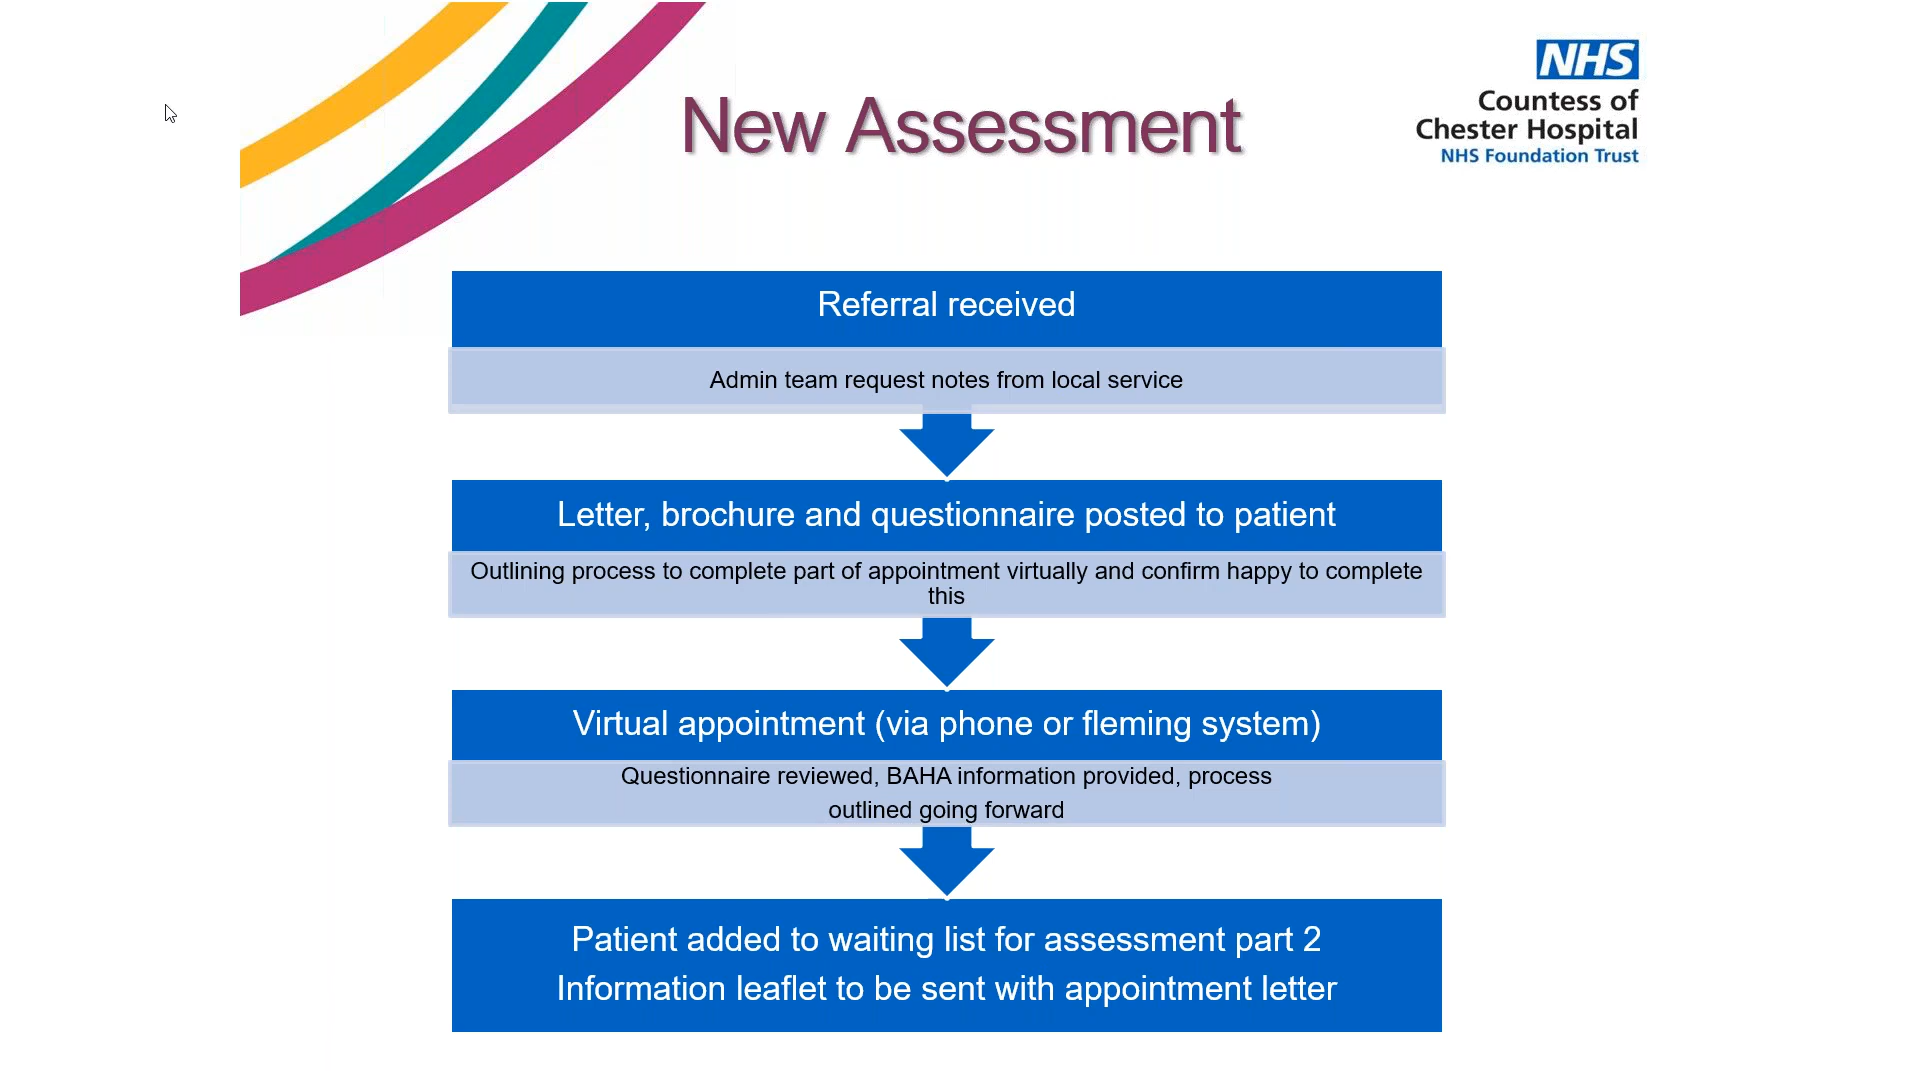 New Assessment
NHS
Countess of
Chester Hospital
NHS Foundation Trust
Referral received
Admin team request notes from local service
Letter, brochure and questionnaire posted to patient
Outlining process to complete part of appointment virtually and confirm happy to complete
this
Virtual appointment (via phone or fleming system)
Questionnaire reviewed, BAHA information provided, process
outlined going forward
Patient added to waiting list for assessment part 2
Information leaflet to be sent with appointment letter